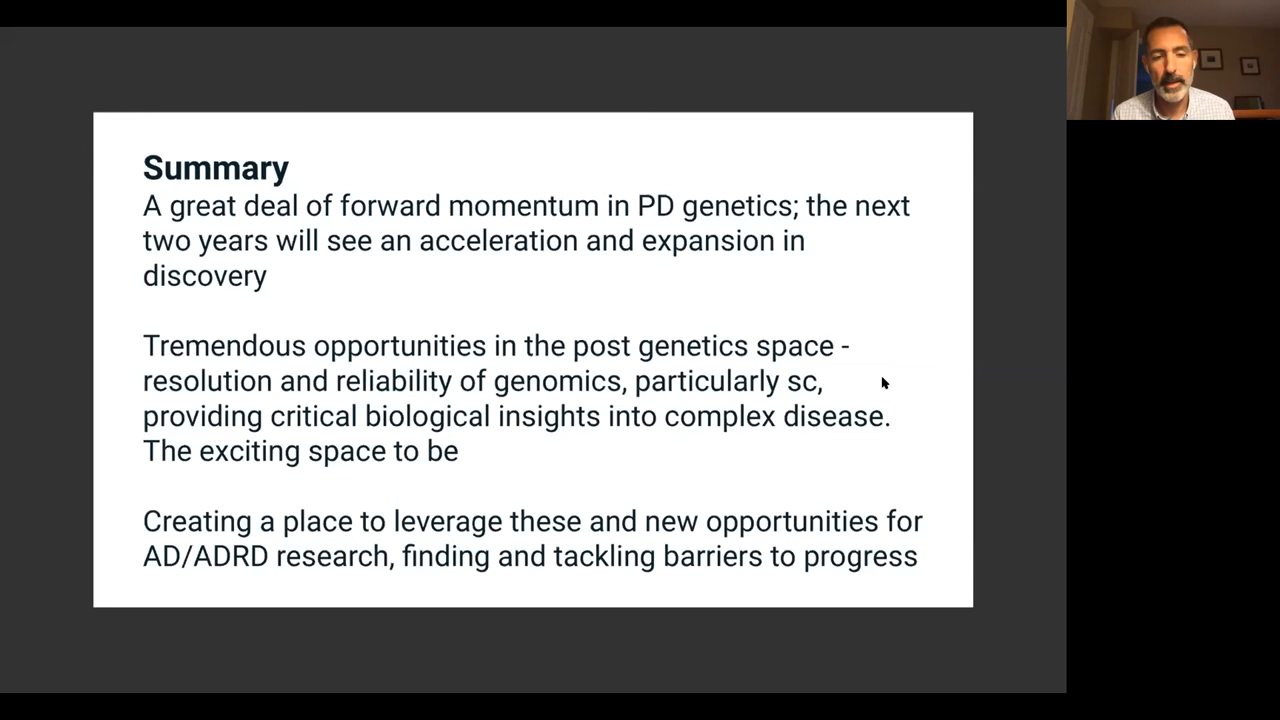 Summary
A great deal of forward momentum in PD genetics; the next
two years will see an acceleration and expansion in
discovery
Tremendous opportunities in the post genetics space -
resolution and reliability of genomics, particularly sc,
providing critical biological insights into complex disease.
The exciting space to be
Creating a place to leverage these and new opportunities for
AD/ADRD research, finding and tackling barriers to progress